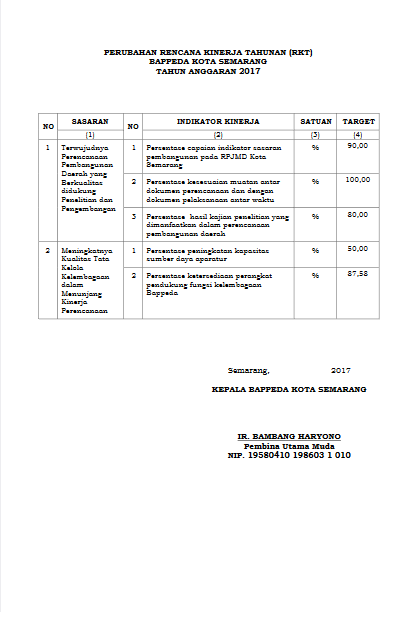 PERUBAHAN RENCANA KINERJA TAHUNAN (RKT)
BAPPEDA KOTA SEMARANG
TAHUN ANGGARAN 2017
NO SASARAN NO INDIKATOR KINERJA SATUAN TARGET
(1) (2) (3) (4)
1 Terwujudnya 1 Persentase capaian indikator sasaran % 90,00
Perencanaan pembangunan pada RPJMD Kota
Pembangunan Semarang
Daerah yang
Berkualitas 2 Persentase kesesuaian muatan antar % 100,00
didukung dokumen perencanaan dan dengan
Penelitian dan dokumen pelaksanaan antar waktu
Pengembangan
3 Persentase hasil kajian penelitian yang % 80,00
dimanfaatkan dalam perencanaan
pembangunan daerah
2 Meningkatnya 1 Persentase peningkatan kapasitas % 50,00
Kualitas Tata sumber daya aparatur
Kelola
Kelembagaan 2 Persentase ketersediaan perangkat % 87,58
dalam pendukung fungsi kelembagaan
Menunjang Bappeda
Kinerja
Perencanaan
Semarang, 2017
KEPALA BAPPEDA KOTA SEMARANG
IR. BAMBANG HARYONO
Pembina Utama Muda
NIP. 19580410 198603 1 010